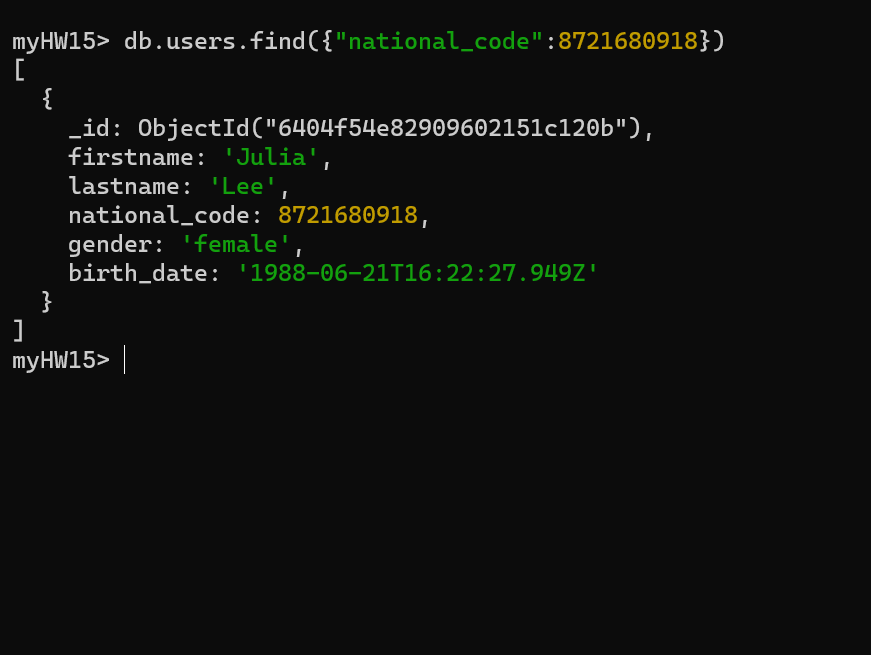 myHW15> db.users.find({"national_code":8721680918})
[
  {
    _id: ObjectId("6404f54e82909602151c120b"),
    firstname: 'Julia',
    lastname: 'Lee',
    national_code: 8721680918,
    gender: 'female',
    birth_date: '1988-06-21T16:22:27.949Z'
  }
]
myHW15>